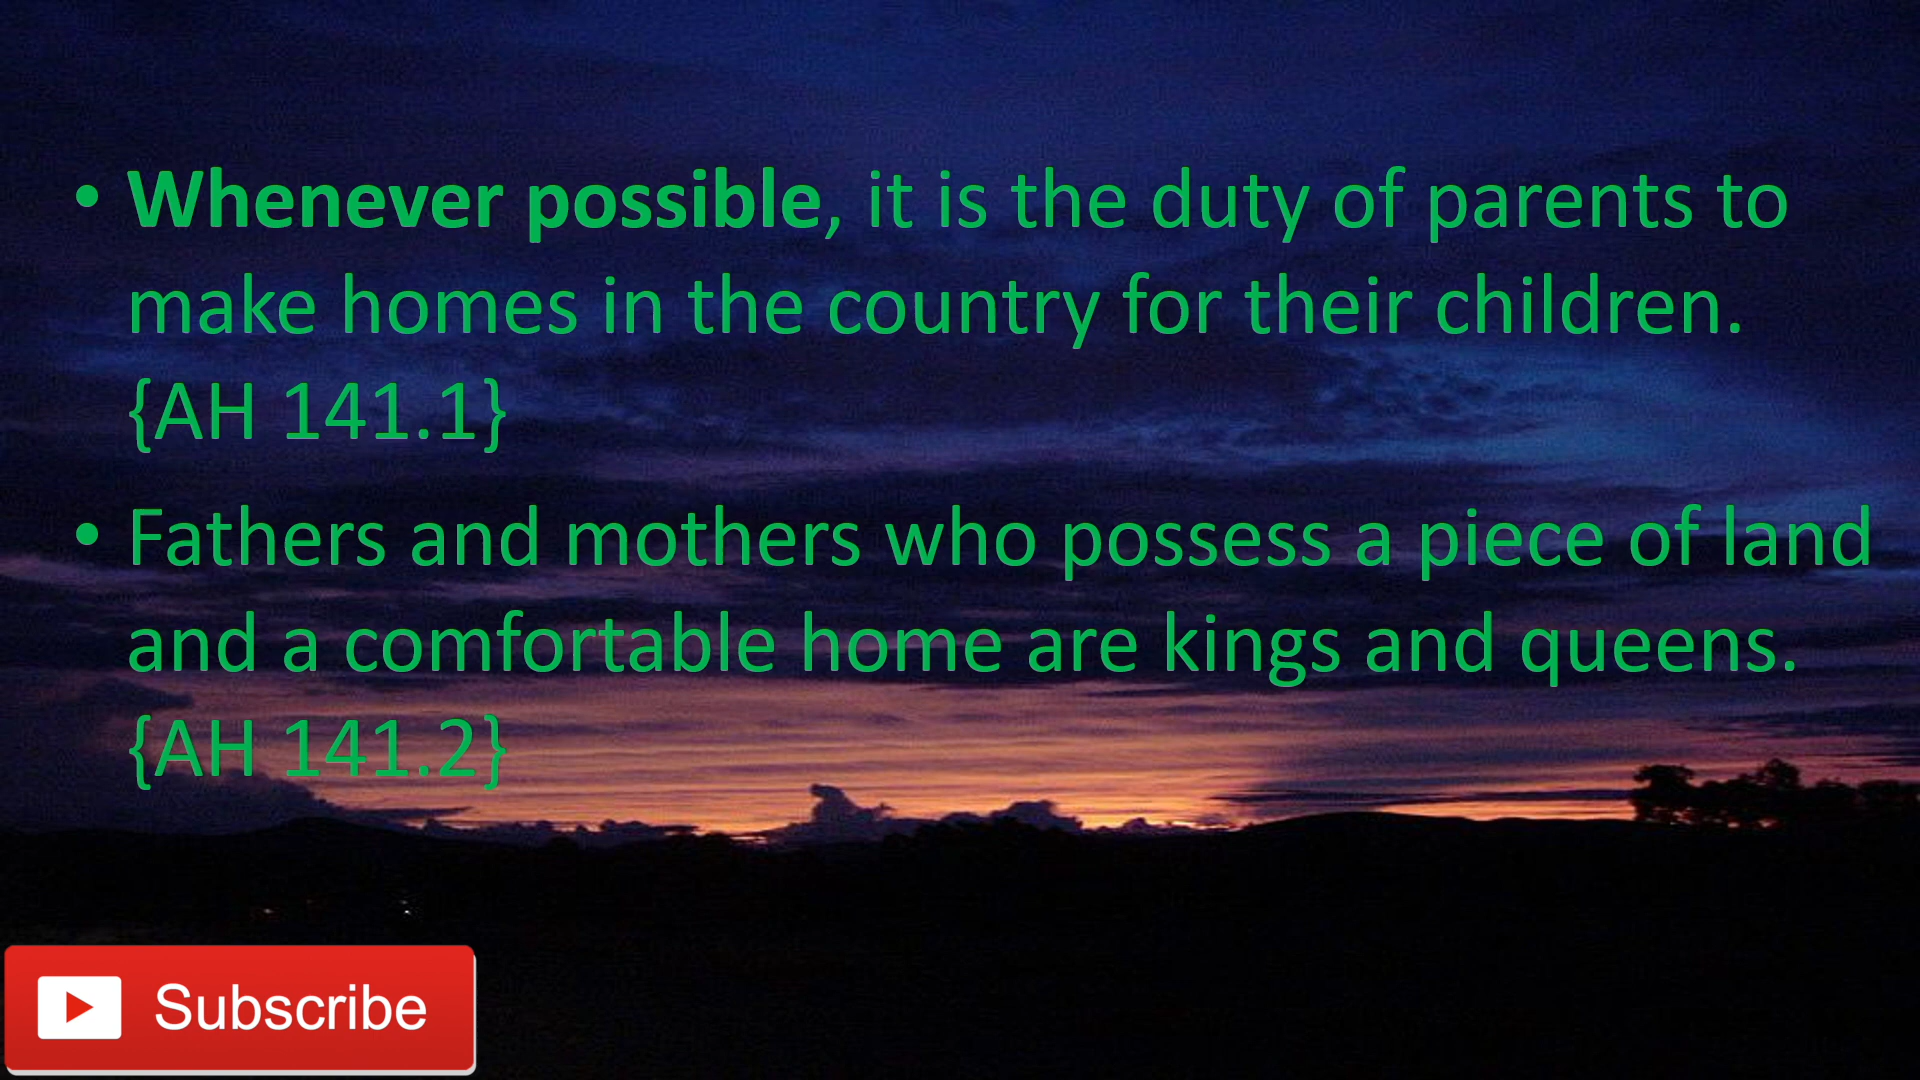 • Whenever possible, it is the duty of parents to
make homes in the country for their children.
{AH 141.1}
• Fathers and mothers who possess a piece of land
and a comfortable home are kings and queens.
{AH 141.2}
Subscribe